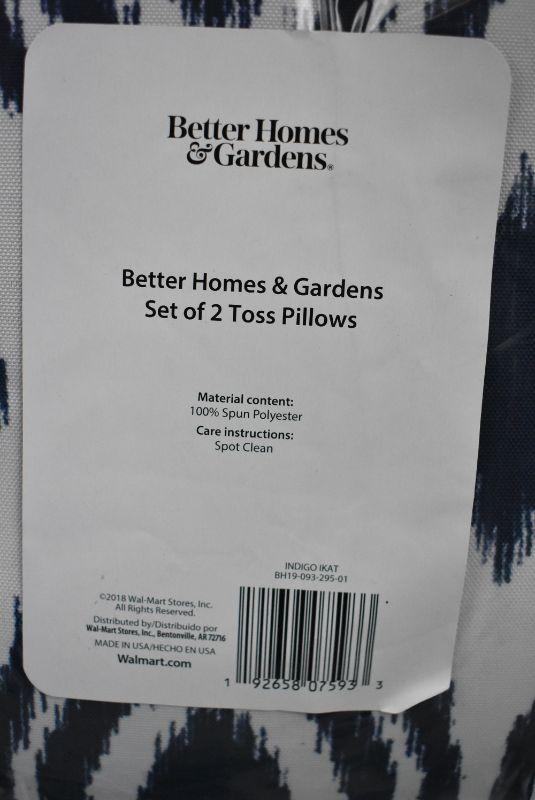 Better Homes
& Gardens®
Better Homes & Gardens
Set of 2 Toss Pillows
Material content:
100% Spun Polyester
Care instructions:
Spot Clean
INDIGO IKAT
BH19-093-295-01
©2018 Wal-Mart Stores, Inc.
All Rights Reserved.
Distributed by/Distribuido por
Wal-Mart Stores, Inc., Bentonville, AR 72716
MADE IN USA/HECHO EN USA
Walmart.com
1 92658 07593 3